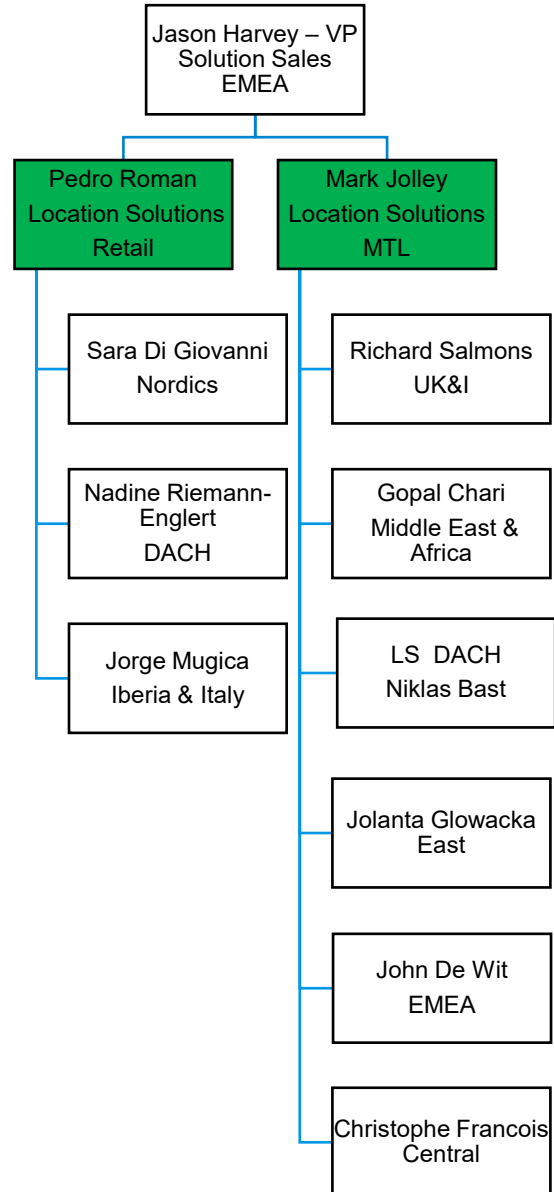 Jason Harvey – VP
Solution Sales
EMEA
Pedro Roman
Location Solutions
Retail
Mark Jolley
Location Solutions
MTL
Sara Di Giovanni
Nordics
Nadine Riemann-
Englert
DACH
Jorge Mugica
Iberia & Italy
Richard Salmons
UK&I
Gopal Chari
Middle East &
Africa
LS DACH
Niklas Bast
Jolanta Glowacka
East
John De Wit
EMEA
Christophe Francois
Central